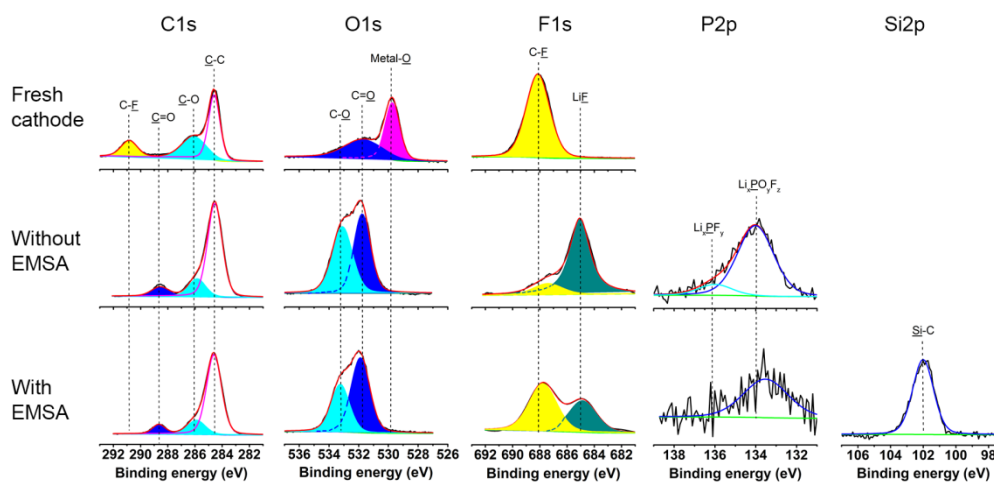 C1s O1s F1s P2p Si2p
Fresh
cathode
C-F C=O C-O C-C
C-O C=O Metal-O
C-F LiF
Without
EMSA
LixPFy LixPOyFz
With
EMSA
Si-C
292 290 288 286 284 282
536 534 532 530 528 526
692 690 688 686 684 682
138 136 134 132
106 104 102 100 98
Binding energy (eV) Binding energy (eV) Binding energy (eV) Binding energy (eV) Binding energy (eV)